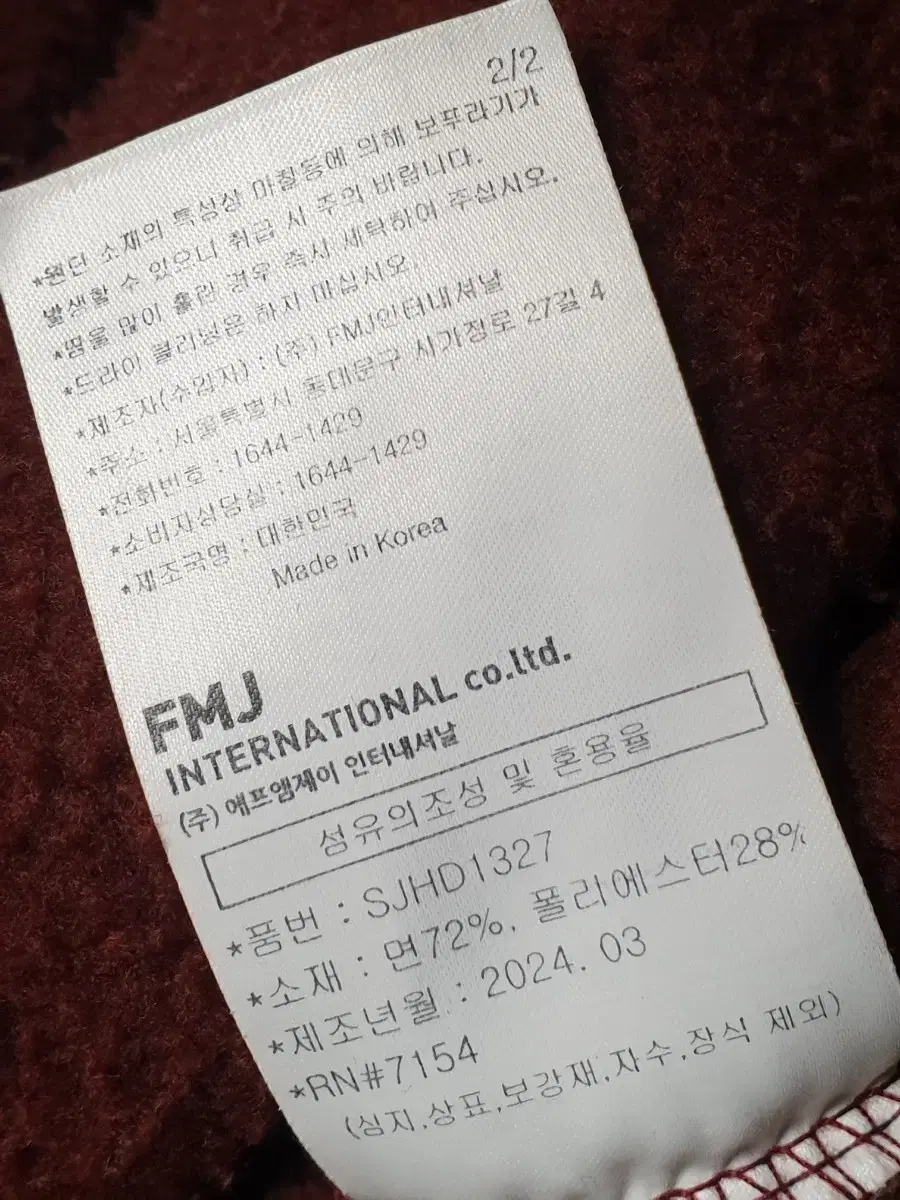 2/2
*원단 소재의 특성상 마찰등에 의해 보푸라기가
발생할 수 있으니 취급 시 주의 바랍니다.
*땀을 많이 흘린 경우 즉시 세탁하여 주십시오.
*드라이 클리닝은 하지 마십시오.
*제조자(수입자) : (주) FMJ인터내셔날
*주소 : 서울특별시 동대문구 사가정로 27길 4
*전화번호 : 1644-1429
*소비자상담실 : 1644-1429
*제조국명 : 대한민국
Made in Korea
FMJ
INTERNATIONAL co.ltd.
(주) 에프엠제이 인터내셔날
섬유의조성 및 혼용율
*품번 : SJHD1327
*소재 : 면72%, 폴리에스터28%
*제조년월 : 2024. 03
*RN#7154
(심지,상표,보강재,자수,장식 제외)